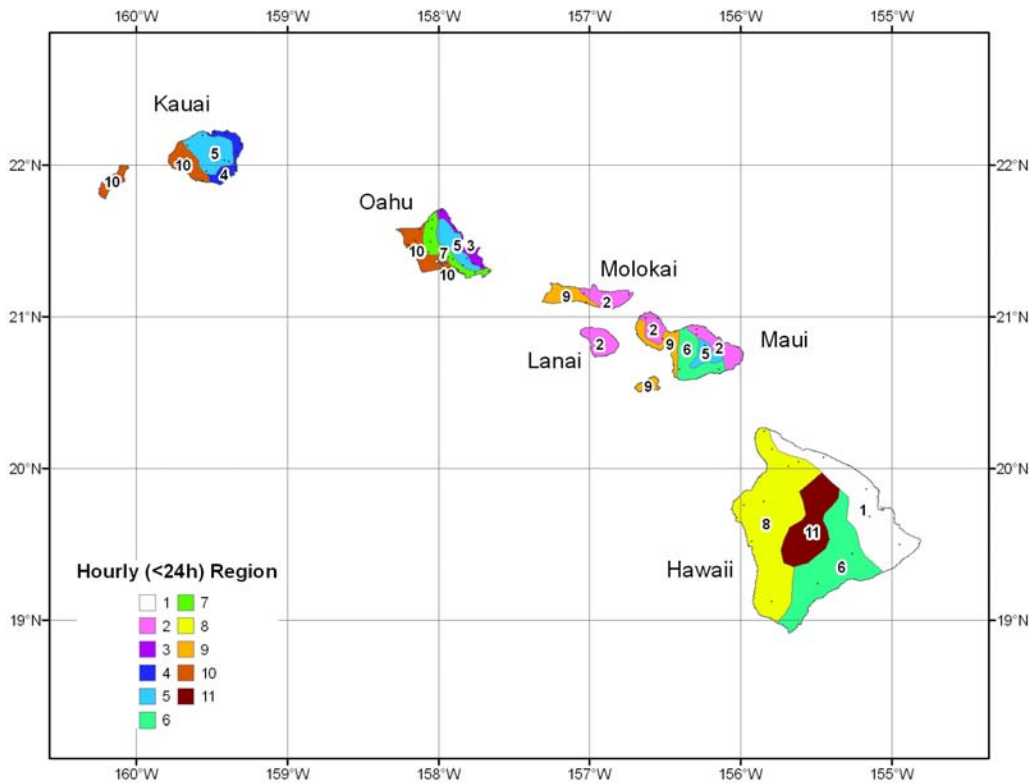 160°W 159°W 158°W 157°W 156°W 155°W
Kauai
5
22°N 22°N
10
4
10
Oahu
5 3
10 7
10
Molokai
9
2
21°N 21°N
2
9 6
2
5
Maui
2
Lanai
9
20°N 20°N
1
8
11
6
Hawaii
Hourly (<24h) Region
1 7
2 8
3 9
4 10
5 11
6
19°N 19°N
160°W 159°W 158°W 157°W 156°W 155°W